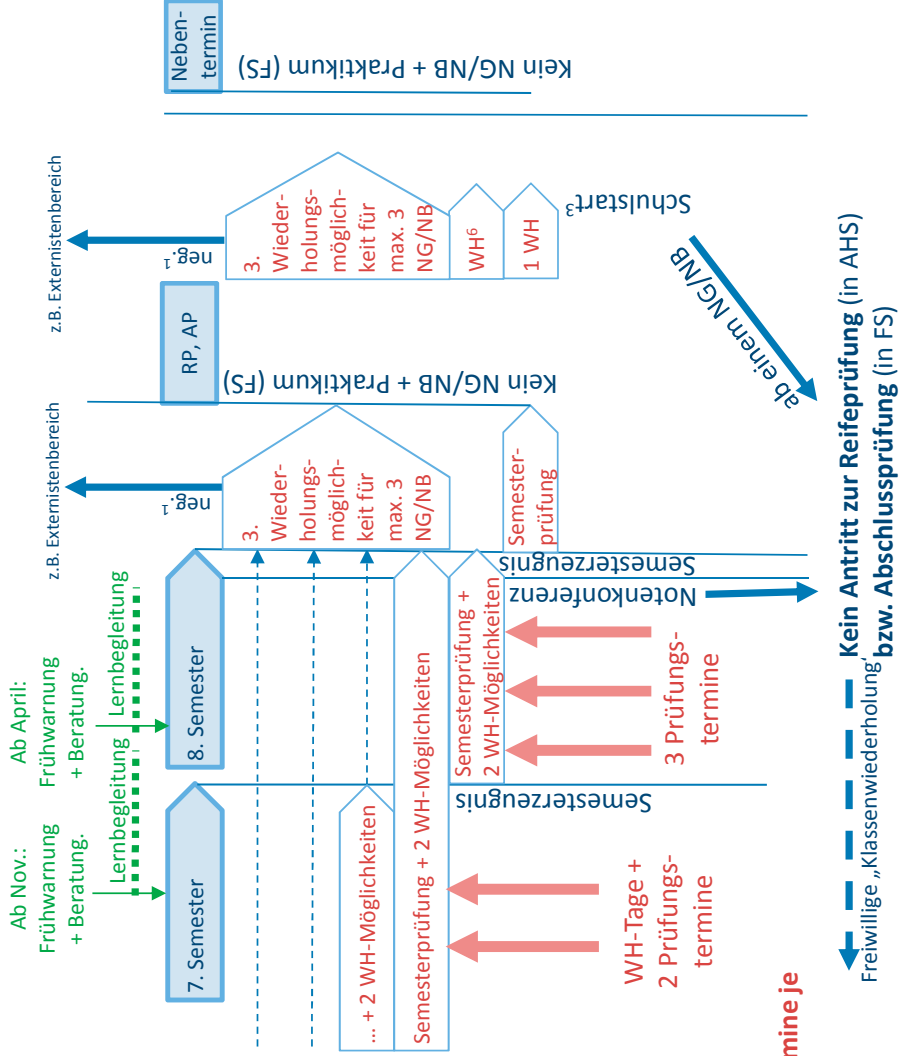 Ab Nov.:
Frühwarnung
+ Beratung.
Lernbegleitung
Ab April:
Frühwarnung
+ Beratung.
Lernbegleitung
z.B. Externistenbereich
z.B. Externistenbereich
7. Semester
8. Semester
neg.¹
neg.¹
RP, AP
Neben-
termin
3.
Wieder-
holungs-
möglich-
keit für
max. 3
NG/NB
Kein NG/NB + Praktikum (FS)
3.
Wieder-
holungs-
möglich-
keit für
max. 3
NG/NB
Kein NG/NB + Praktikum (FS)
... + 2 WH-Möglichkeiten
Semesterprüfung + 2 WH-Möglichkeiten
Semesterprüfung +
2 WH-Möglichkeiten
Semester-
prüfung
WH⁶
1 WH
Semesterzeugnis
Notenkonferenz
Semesterzeugnis
Schulstart³
WH-Tage +
2 Prüfungs-
termine
3 Prüfungs-
termine
ab einem NG/NB
mine je
Freiwillige „Klassenwiederholung‘
Kein Antritt zur Reifeprüfung (in AHS)
bzw. Abschlussprüfung (in FS)